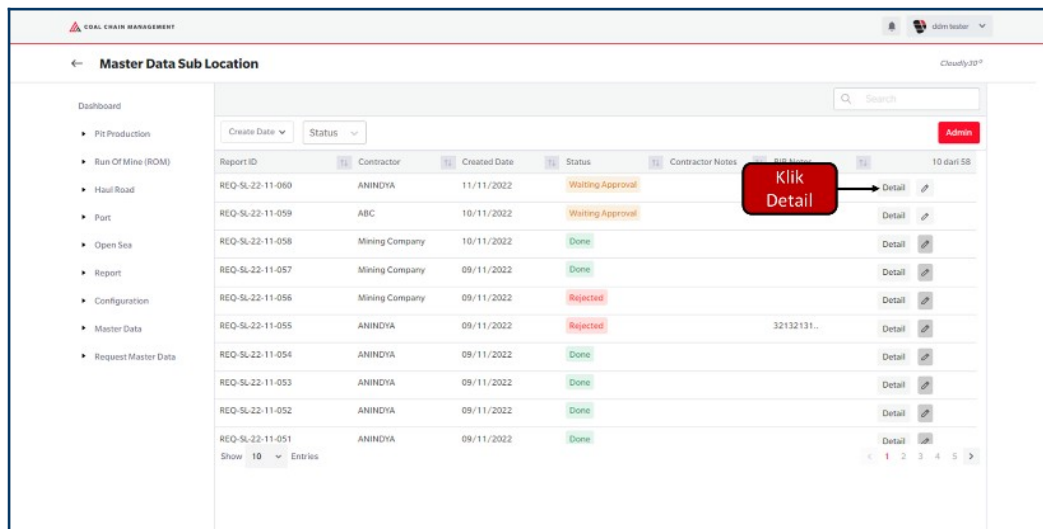 COAL CHAIN MANAGEMENT
ddm tester
Master Data Sub Location
Dashboard
Search
Pit Production
Create Date
Status
Admin
Run Of Mine (ROM)
Report ID Contractor Created Date Status Contractor Notes BIB Notes 10 dari 58
Klik
Detail
Haul Road
REQ-SL-22-11-060 ANINDYA 11/11/2022 Waiting Approval Detail
Port
REQ-SL-22-11-059 ABC 10/11/2022 Waiting Approval Detail
Open Sea
REQ-SL-22-11-058 Mining Company 10/11/2022 Done Detail
Report
REQ-SL-22-11-057 Mining Company 09/11/2022 Done Detail
Configuration
REQ-SL-22-11-056 Mining Company 09/11/2022 Rejected Detail
Master Data
REQ-SL-22-11-055 ANINDYA 09/11/2022 Rejected 32132131... Detail
Request Master Data
REQ-SL-22-11-054 ANINDYA 09/11/2022 Done Detail
REQ-SL-22-11-053 ANINDYA 09/11/2022 Done Detail
REQ-SL-22-11-052 ANINDYA 09/11/2022 Done Detail
REQ-SL-22-11-051 ANINDYA 09/11/2022 Done Detail
Show 10 Entries
< 1 2 3 4 5 >